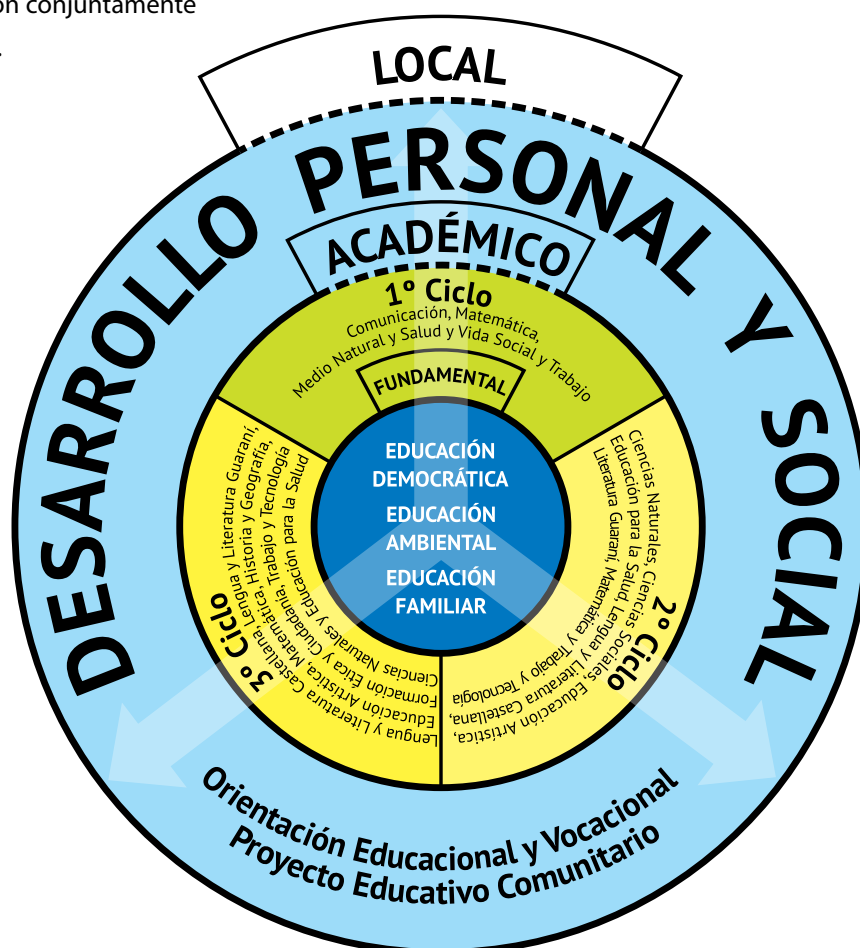 ón conjuntamente
.
LOCAL
DESARROLLO PERSONAL Y SOCIAL
ACADÉMICO
1º Ciclo
Comunicación, Matemática,
Medio Natural y Salud y Vida Social y Trabajo
FUNDAMENTAL
EDUCACIÓN
DEMOCRÁTICA
EDUCACIÓN
AMBIENTAL
EDUCACIÓN
FAMILIAR
2º Ciclo
Ciencias Naturales, Ciencias Sociales, Educación Artística,
Educación para la Salud, Lengua y Literatura Castellana,
Literatura Guaraní, Matemática y Trabajo y Tecnología
3º Ciclo
Lengua y Literatura Castellana, Lengua y Literatura Guaraní,
Educación Artística, Matemática, Historia y Geografía,
Formación Ética y Ciudadanía, Trabajo y Tecnología
Ciencias Naturales y Educación para la Salud
Orientación Educacional y Vocacional
Proyecto Educativo Comunitario